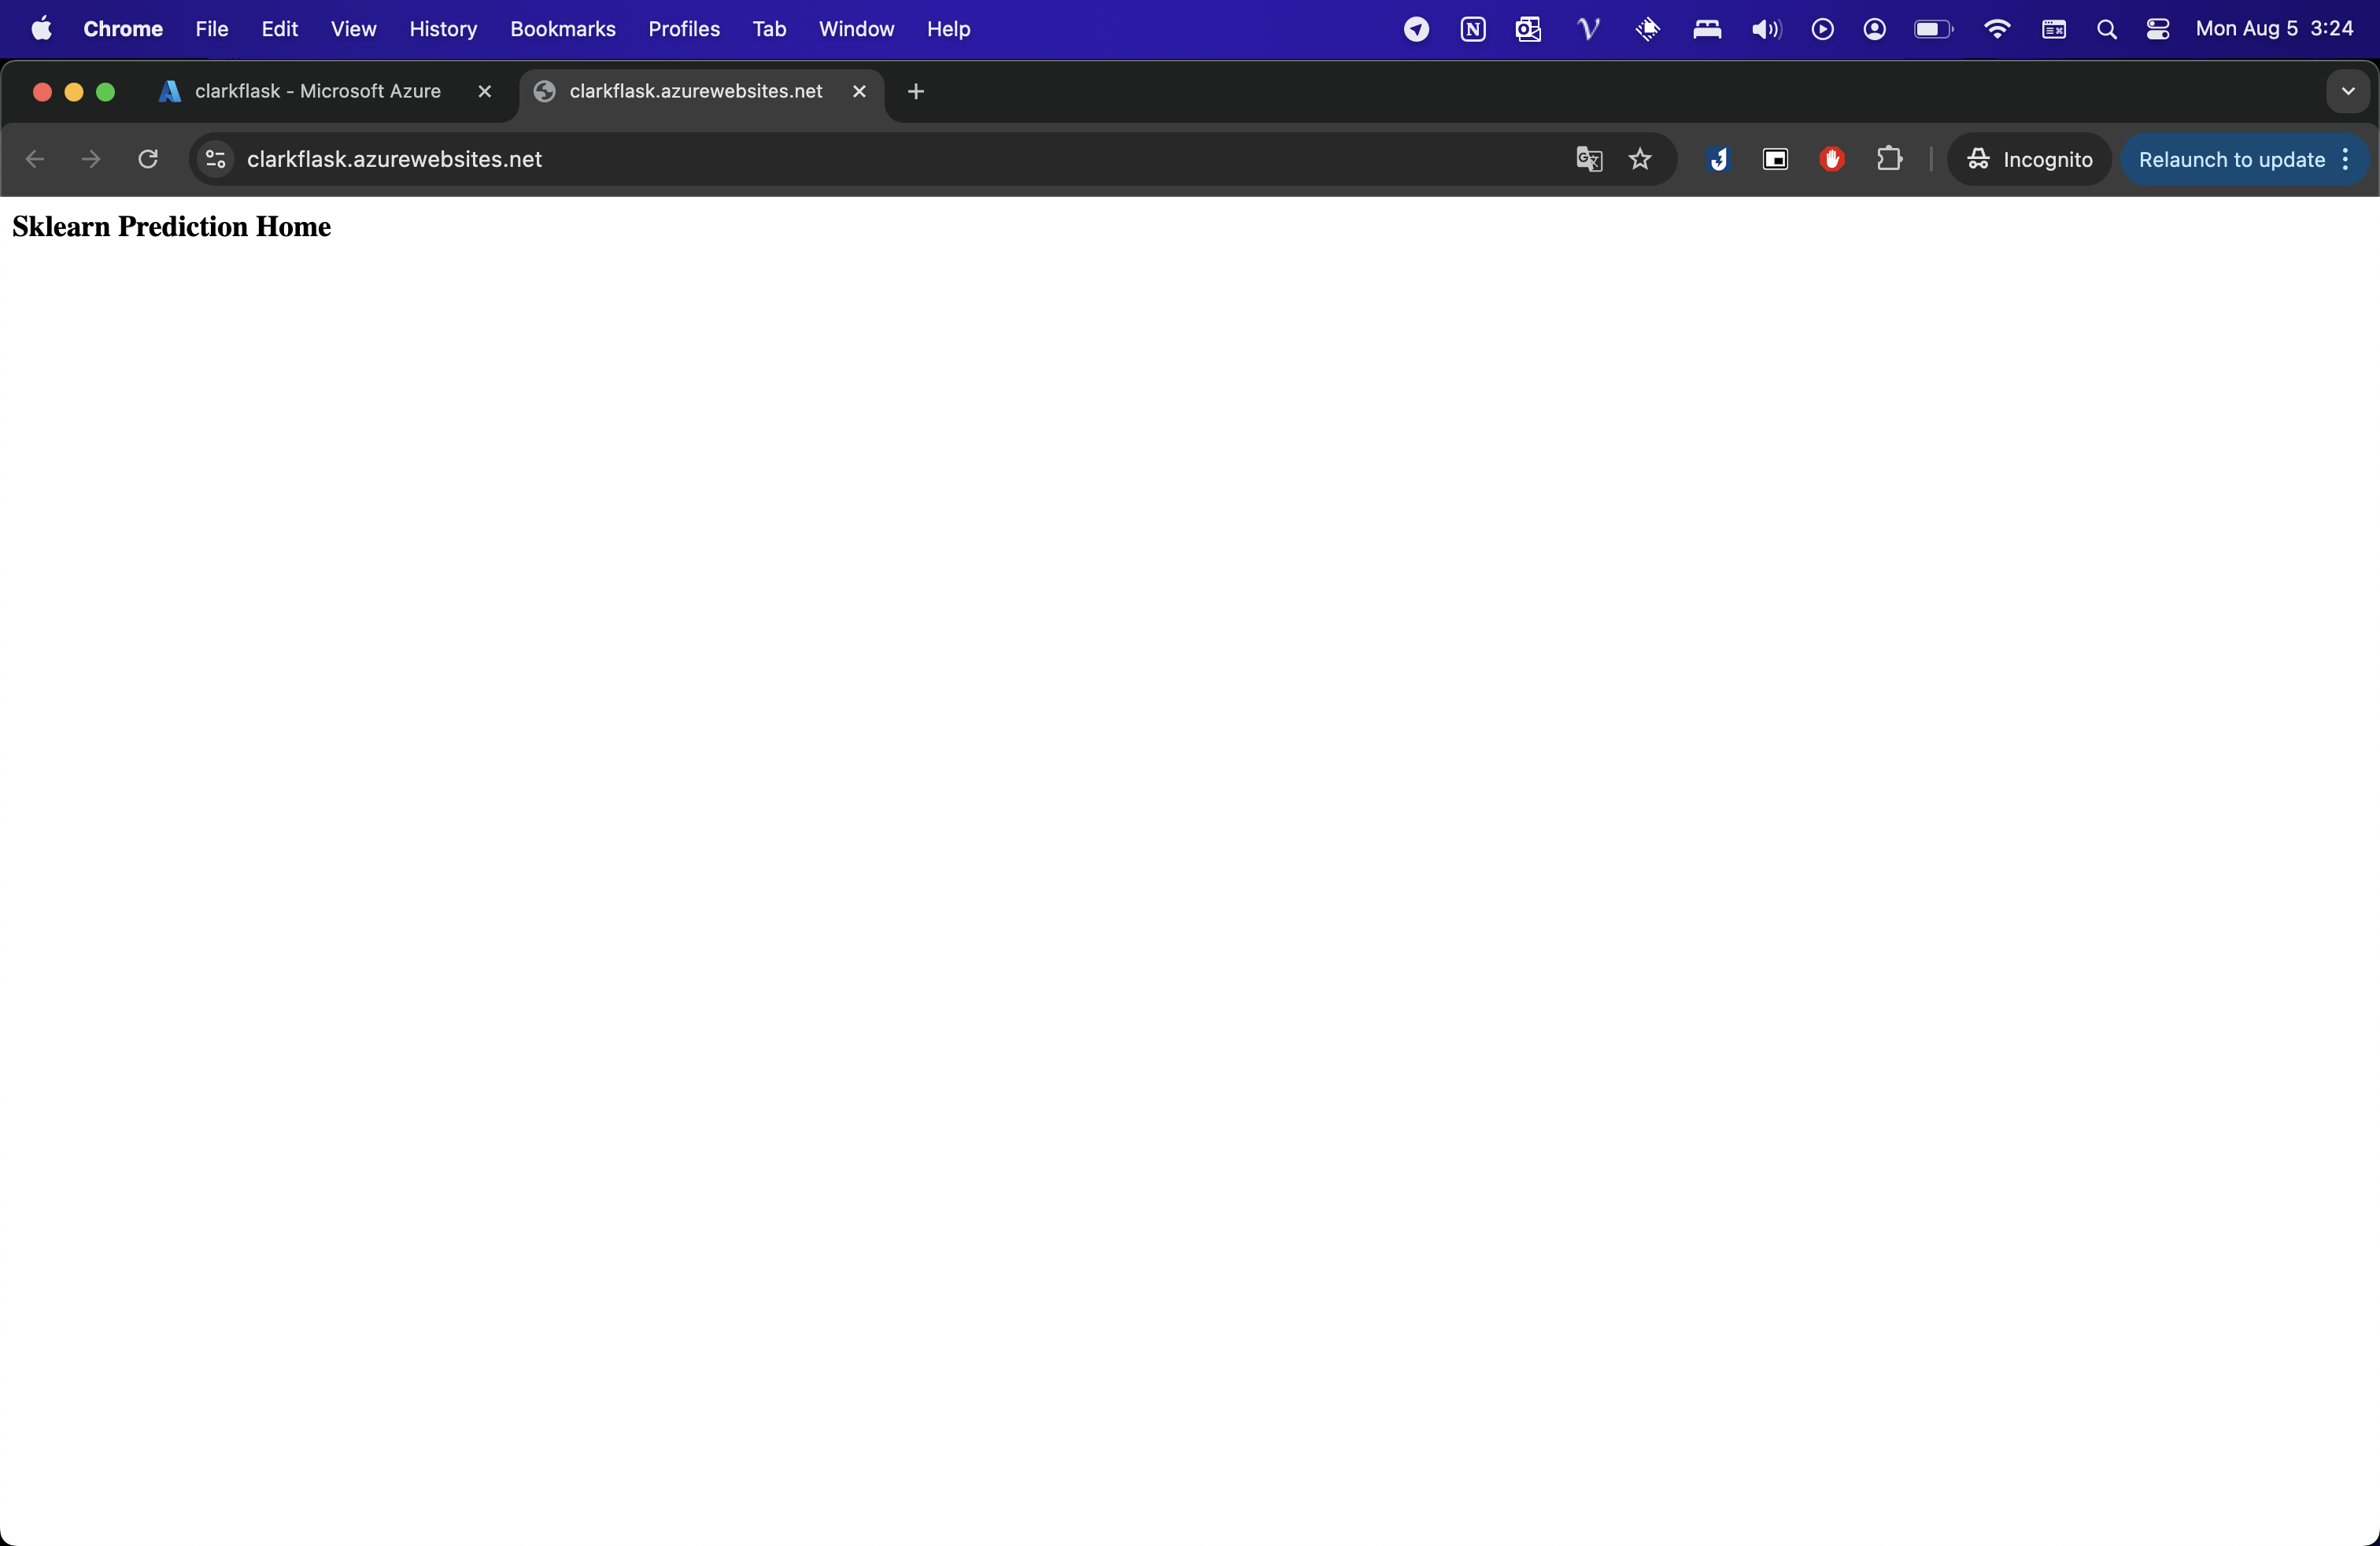 Chrome File Edit View History Bookmarks Profiles Tab Window Help Mon Aug 5 3:24
clarkflask - Microsoft Azure clarkflask.azurewebsites.net
clarkflask.azurewebsites.net Incognito Relaunch to update
Sklearn Prediction Home